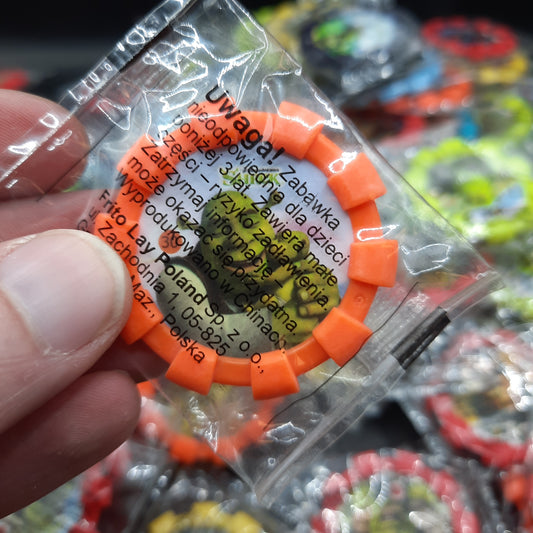 Uwaga! Zabawka
nieodpowiednia dla dzieci
poniżej 3 lat. Zawiera małe
części – ryzyko zadławienia.
Zatrzymaj informację
może okazać się przydatna
Wyprodukowano w Chinach
Frito Lay Poland Sp. z o.o.,
Zachodnia 1, 05-825
Maz., Polska